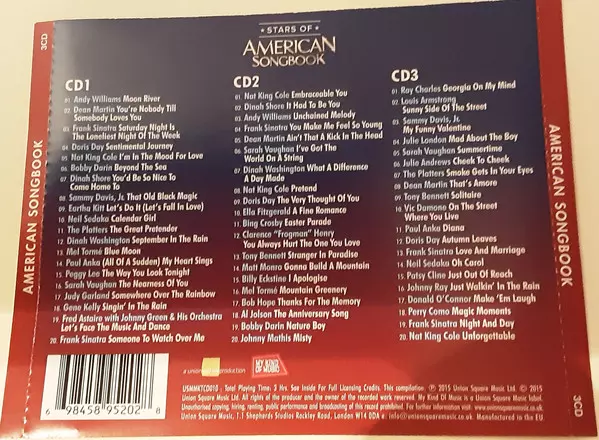 3CD
STARS OF
AMERICAN
SONGBOOK
AMERICAN SONGBOOK
CD1
01 Andy Williams Moon River
02 Dean Martin You're Nobody Till
Somebody Loves You
03 Frank Sinatra Saturday Night Is
The Loneliest Night Of The Week
04 Doris Day Sentimental Journey
05 Nat King Cole I'm In The Mood For Love
06 Bobby Darin Beyond The Sea
07 Dinah Shore You'd Be So Nice To
Come Home To
08 Sammy Davis, Jr. That Old Black Magic
09 Eartha Kitt Let's Do It (Let's Fall In Love)
10 Neil Sedaka Calendar Girl
11 The Platters The Great Pretender
12 Dinah Washington September In The Rain
13 Mel Tormé Blue Moon
14 Paul Anka (All Of A Sudden) My Heart Sings
15 Peggy Lee The Way You Look Tonight
16 Sarah Vaughan The Nearness Of You
17 Judy Garland Somewhere Over The Rainbow
18 Gene Kelly Singin' In The Rain
19 Fred Astaire with Johnny Green & His Orchestra
Let's Face The Music And Dance
20 Frank Sinatra Someone To Watch Over Me
CD2
01 Nat King Cole Embraceable You
02 Dinah Shore It Had To Be You
03 Andy Williams Unchained Melody
04 Frank Sinatra You Make Me Feel So Young
05 Dean Martin Ain't That A Kick In The Head
06 Sarah Vaughan I've Got The
World On A String
07 Dinah Washington What A Difference
A Day Made
08 Nat King Cole Pretend
09 Doris Day The Very Thought Of You
10 Ella Fitzgerald A Fine Romance
11 Bing Crosby Easter Parade
12 Clarence "Frogman" Henry
You Always Hurt The One You Love
13 Tony Bennett Stranger In Paradise
14 Matt Monro Gonna Build A Mountain
15 Billy Eckstine I Apologise
16 Mel Tormé Mountain Greenery
17 Bob Hope Thanks For The Memory
18 Al Jolson The Anniversary Song
19 Bobby Darin Nature Boy
20 Johnny Mathis Misty
CD3
01 Ray Charles Georgia On My Mind
02 Louis Armstrong
Sunny Side Of The Street
03 Sammy Davis, Jr.
My Funny Valentine
04 Julie London Mad About The Boy
05 Sarah Vaughan Summertime
06 Julie Andrews Cheek To Cheek
07 The Platters Smoke Gets In Your Eyes
08 Dean Martin That's Amore
09 Tony Bennett Solitaire
10 Vic Damone On The Street
Where You Live
11 Paul Anka Diana
12 Doris Day Autumn Leaves
13 Frank Sinatra Love And Marriage
14 Neil Sedaka Oh Carol
15 Patsy Cline Just Out Of Reach
16 Johnny Ray Just Walkin' In The Rain
17 Donald O'Connor Make 'Em Laugh
18 Perry Como Magic Moments
19 Frank Sinatra Night And Day
20 Nat King Cole Unforgettable
AMERICAN SONGBOOK
3CD
6 98458 95202 8
a unionsquareproduction
MY KIND
OF MUSIC
USMMKTCD010 . Total Playing Time: 3 Hrs. See Inside For Full Licensing Credits. This compilation ℗ 2015 Union Square Music Ltd. © 2015
Union Square Music Ltd. All rights of the producer and the owner of the recorded work reserved. My Kind Of Music is a Union Square Music label.
Unauthorised copying, hiring, renting, public performance and broadcasting of this record prohibited. For further information visit: www.unionsquaremusic.co.uk
Union Square Music, 1.1 Shepherds Studios Rockley Road, London W14 0DA e: Manufactured in the EU.